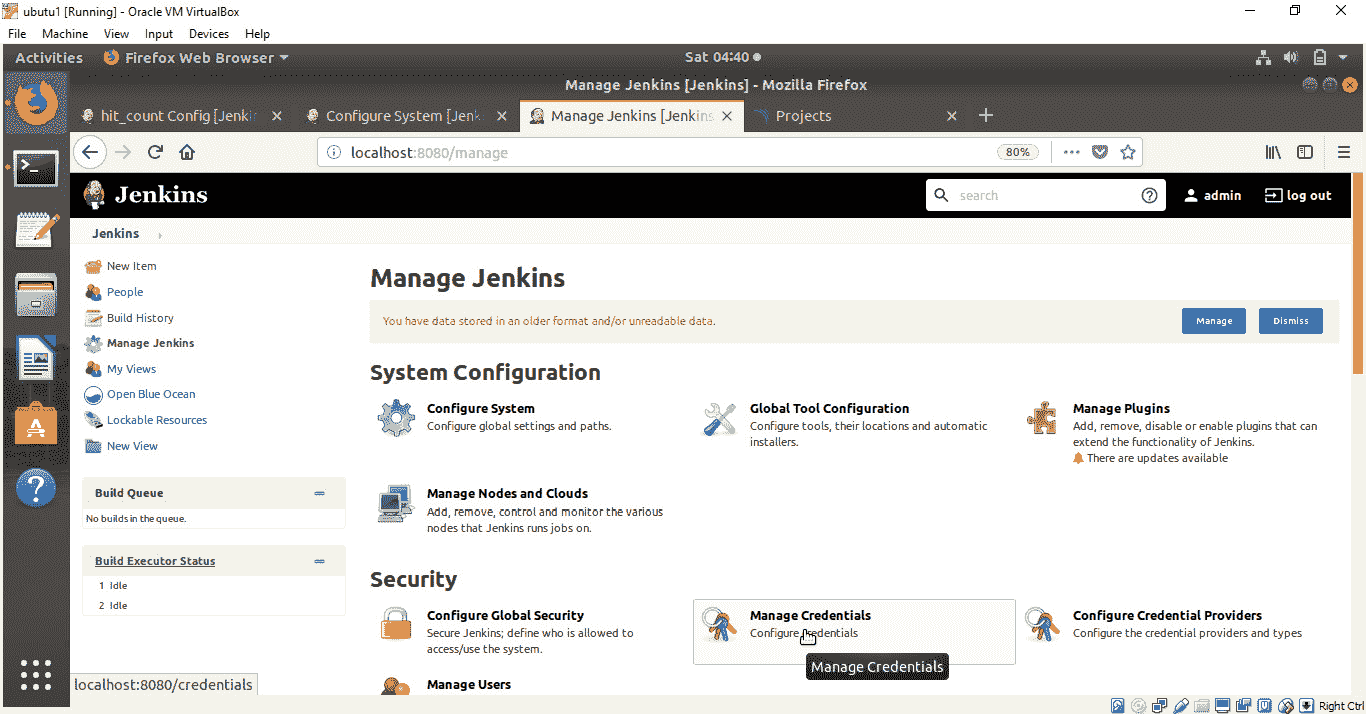 ubutu1 [Running] - Oracle VM VirtualBox
File Machine View Input Devices Help
Activities Firefox Web Browser Sat 04:40
Manage Jenkins [Jenkins] - Mozilla Firefox
hit_count Config [Jenkin Configure System [Jenk Manage Jenkins [Jenkins Projects
localhost:8080/manage 80%
Jenkins search admin log out
Jenkins
New Item
People
Build History
Manage Jenkins
My Views
Open Blue Ocean
Lockable Resources
New View
Build Queue
No builds in the queue.
Build Executor Status
1 Idle
2 Idle
Manage Jenkins
You have data stored in an older format and/or unreadable data. Manage Dismiss
System Configuration
Configure System
Configure global settings and paths.
Global Tool Configuration
Configure tools, their locations and automatic
installers.
Manage Plugins
Add, remove, disable or enable plugins that can
extend the functionality of Jenkins.
There are updates available
Manage Nodes and Clouds
Add, remove, control and monitor the various
nodes that Jenkins runs jobs on.
Security
Configure Global Security
Secure Jenkins; define who is allowed to
access/use the system.
Manage Credentials
Configure credentials
Manage Credentials
Configure Credential Providers
Configure the credential providers and types
Manage Users
localhost:8080/credentials
Right Ctrl